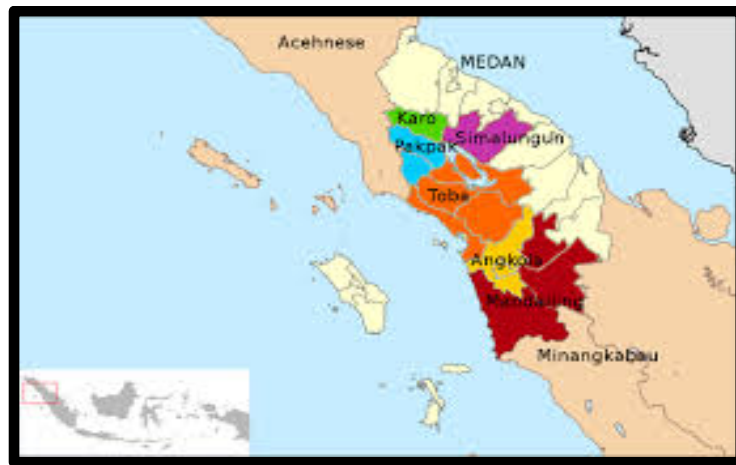 Acehnese
MEDAN
Karo
Simalungun
Pakpak
Toba
Angkola
Mandailing
Minangkabau